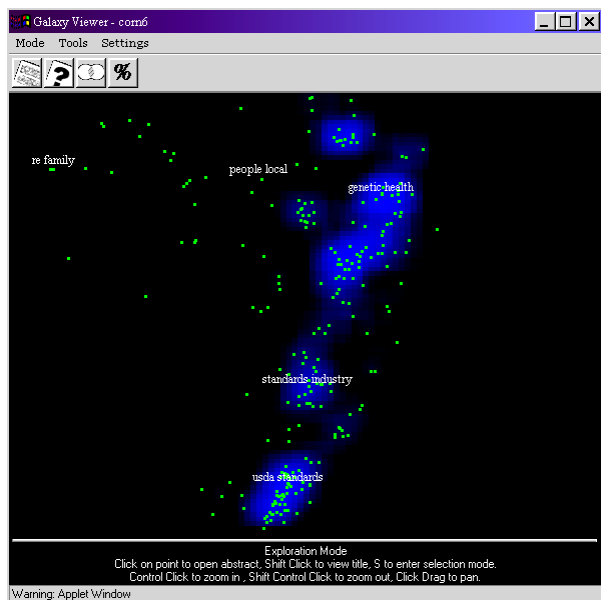 Galaxy Viewer - corn6
Mode Tools Settings
? %
re family
people local
genetic health
standards industry
usda standards
Exploration Mode
Click on point to open abstract, Shift Click to view title, S to enter selection mode.
Control Click to zoom in , Shift Control Click to zoom out, Click Drag to pan.
Warning: Applet Window